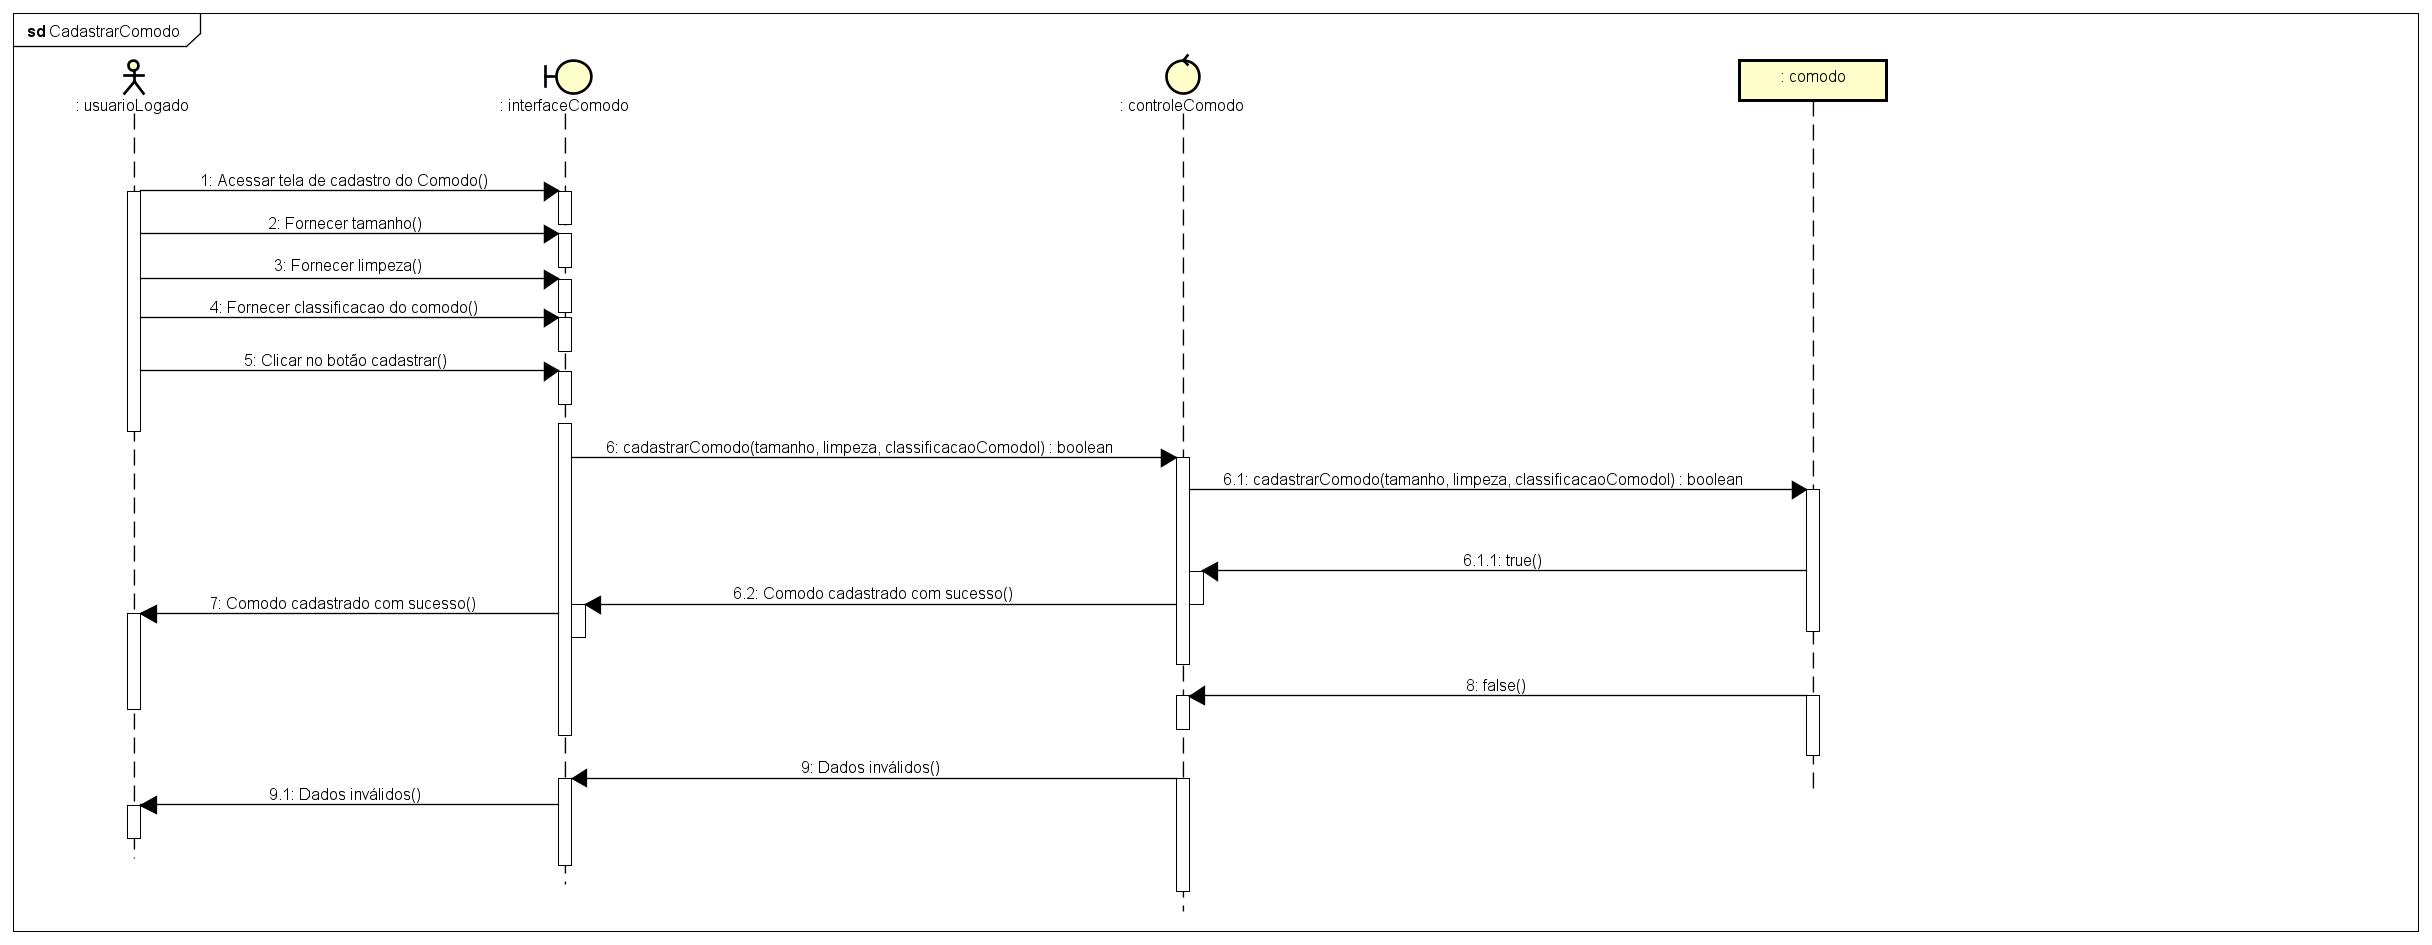 sd CadastrarComodo
: usuarioLogado
: interfaceComodo
: controleComodo
: comodo
1: Acessar tela de cadastro do Comodo()
2: Fornecer tamanho()
3: Fornecer limpeza()
4: Fornecer classificacao do comodo()
5: Clicar no botão cadastrar()
6: cadastrarComodo(tamanho, limpeza, classificacaoComodol) : boolean
6.1: cadastrarComodo(tamanho, limpeza, classificacaoComodol) : boolean
6.1.1: true()
6.2: Comodo cadastrado com sucesso()
7: Comodo cadastrado com sucesso()
8: false()
9: Dados inválidos()
9.1: Dados inválidos()